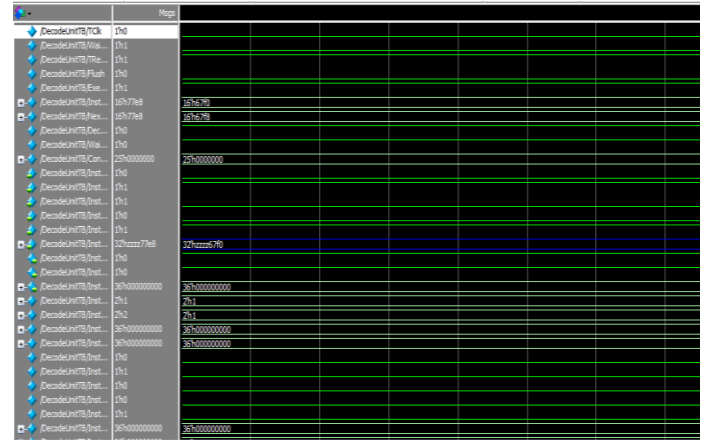 Msgs
/DecodeUnitTB/TClk 1'h0
/DecodeUnitTB/Wai... 1'h1
/DecodeUnitTB/TRe... 1'h1
/DecodeUnitTB/Flush 1'h0
/DecodeUnitTB/Exe... 1'h1
/DecodeUnitTB/Inst... 16'h77e8 16'h67f0
/DecodeUnitTB/Nex... 16'h77e8 16'h67f8
/DecodeUnitTB/Dec... 1'h0
/DecodeUnitTB/Wai... 1'h0
/DecodeUnitTB/Con... 25'h0000000 25'h0000000
/DecodeUnitTB/Inst... 1'h0
/DecodeUnitTB/Inst... 1'h1
/DecodeUnitTB/Inst... 1'h1
/DecodeUnitTB/Inst... 1'h0
/DecodeUnitTB/Inst... 1'h1
/DecodeUnitTB/Inst... 32'hzzzz77e8 32'hzzzz67f0
/DecodeUnitTB/Inst... 1'h0
/DecodeUnitTB/Inst... 1'h0
/DecodeUnitTB/Inst... 36'h000000000 36'h000000000
/DecodeUnitTB/Inst... 2'h1 2'h1
/DecodeUnitTB/Inst... 2'h2 2'h1
/DecodeUnitTB/Inst... 36'h000000000 36'h000000000
/DecodeUnitTB/Inst... 36'h000000000 36'h000000000
/DecodeUnitTB/Inst... 1'h0
/DecodeUnitTB/Inst... 1'h1
/DecodeUnitTB/Inst... 1'h0
/DecodeUnitTB/Inst... 1'h0
/DecodeUnitTB/Inst... 1'h1
/DecodeUnitTB/Inst... 36'h000000000 36'h000000000